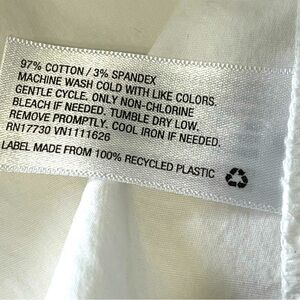 97% COTTON / 3% SPANDEX
MACHINE WASH COLD WITH LIKE COLORS.
GENTLE CYCLE. ONLY NON-CHLORINE
BLEACH IF NEEDED. TUMBLE DRY LOW.
REMOVE PROMPTLY. COOL IRON IF NEEDED.
RN17730 VN1111626
LABEL MADE FROM 100% RECYCLED PLASTIC